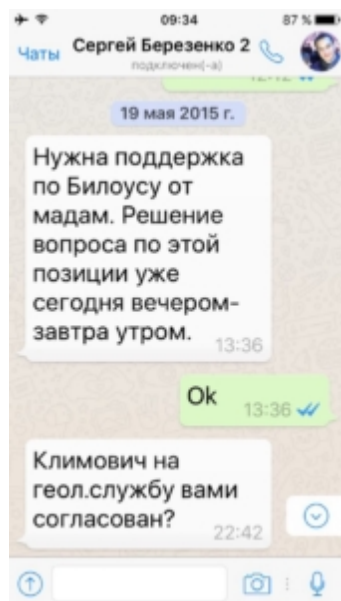 09:34
87 %
Чаты
Сергей Березенко 2
подключен(-а)
19 мая 2015 г.
Нужна поддержка
по Билоусу от
мадам. Решение
вопроса по этой
позиции уже
сегодня вечером-
завтра утром.
13:36
Ok
13:36
Климович на
геол.службу вами
согласован?
22:42